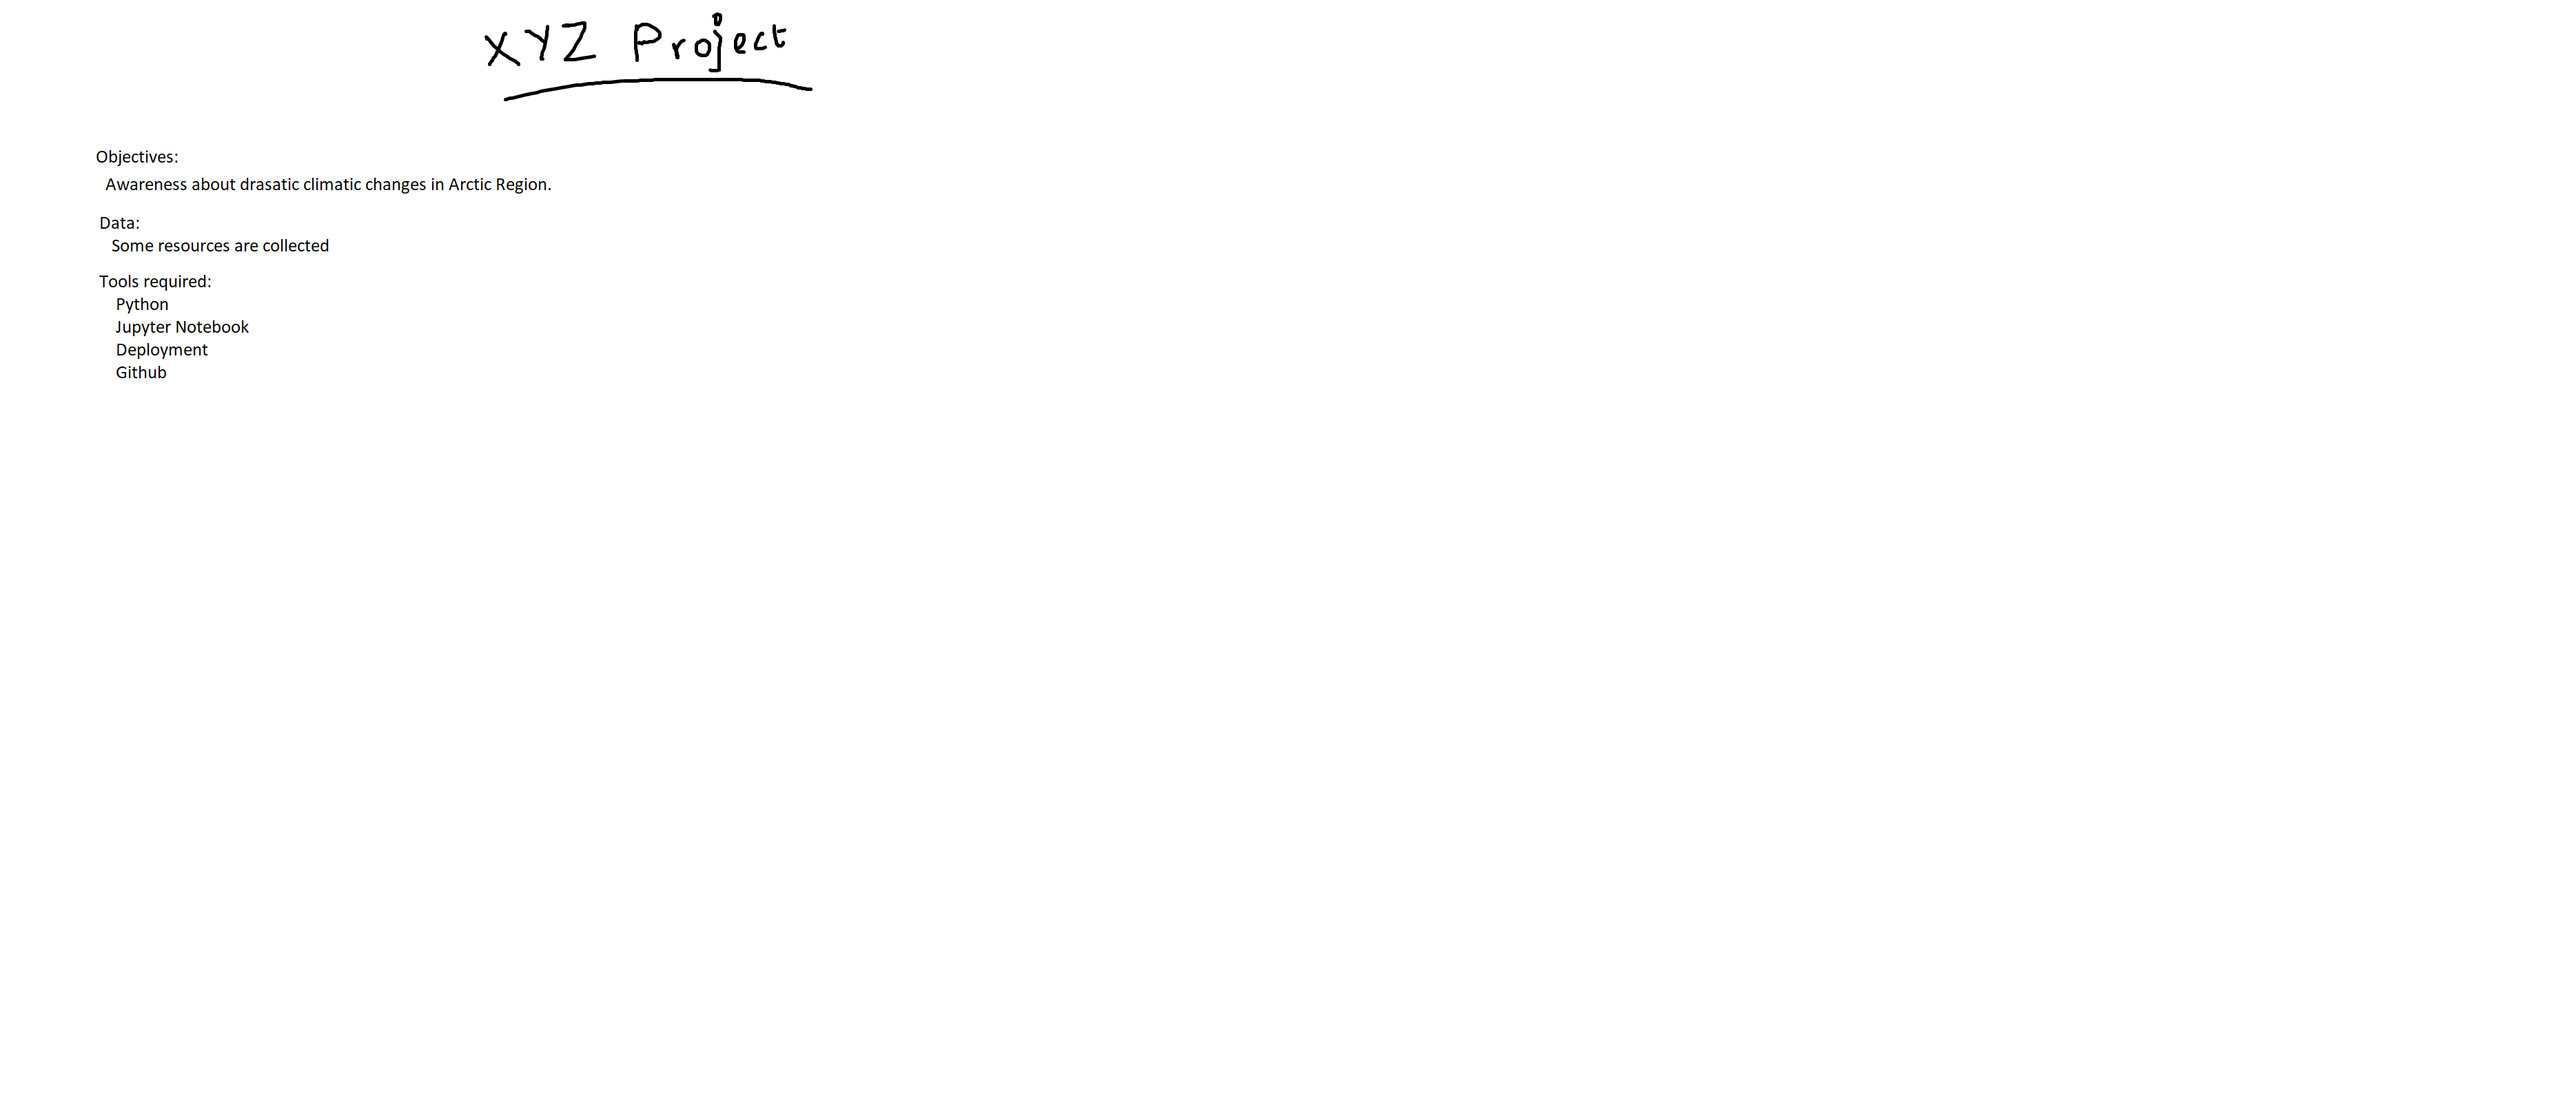 XYZ Project
Objectives:
Awareness about drasatic climatic changes in Arctic Region.
Data:
Some resources are collected
Tools required:
Python
Jupyter Notebook
Deployment
Github